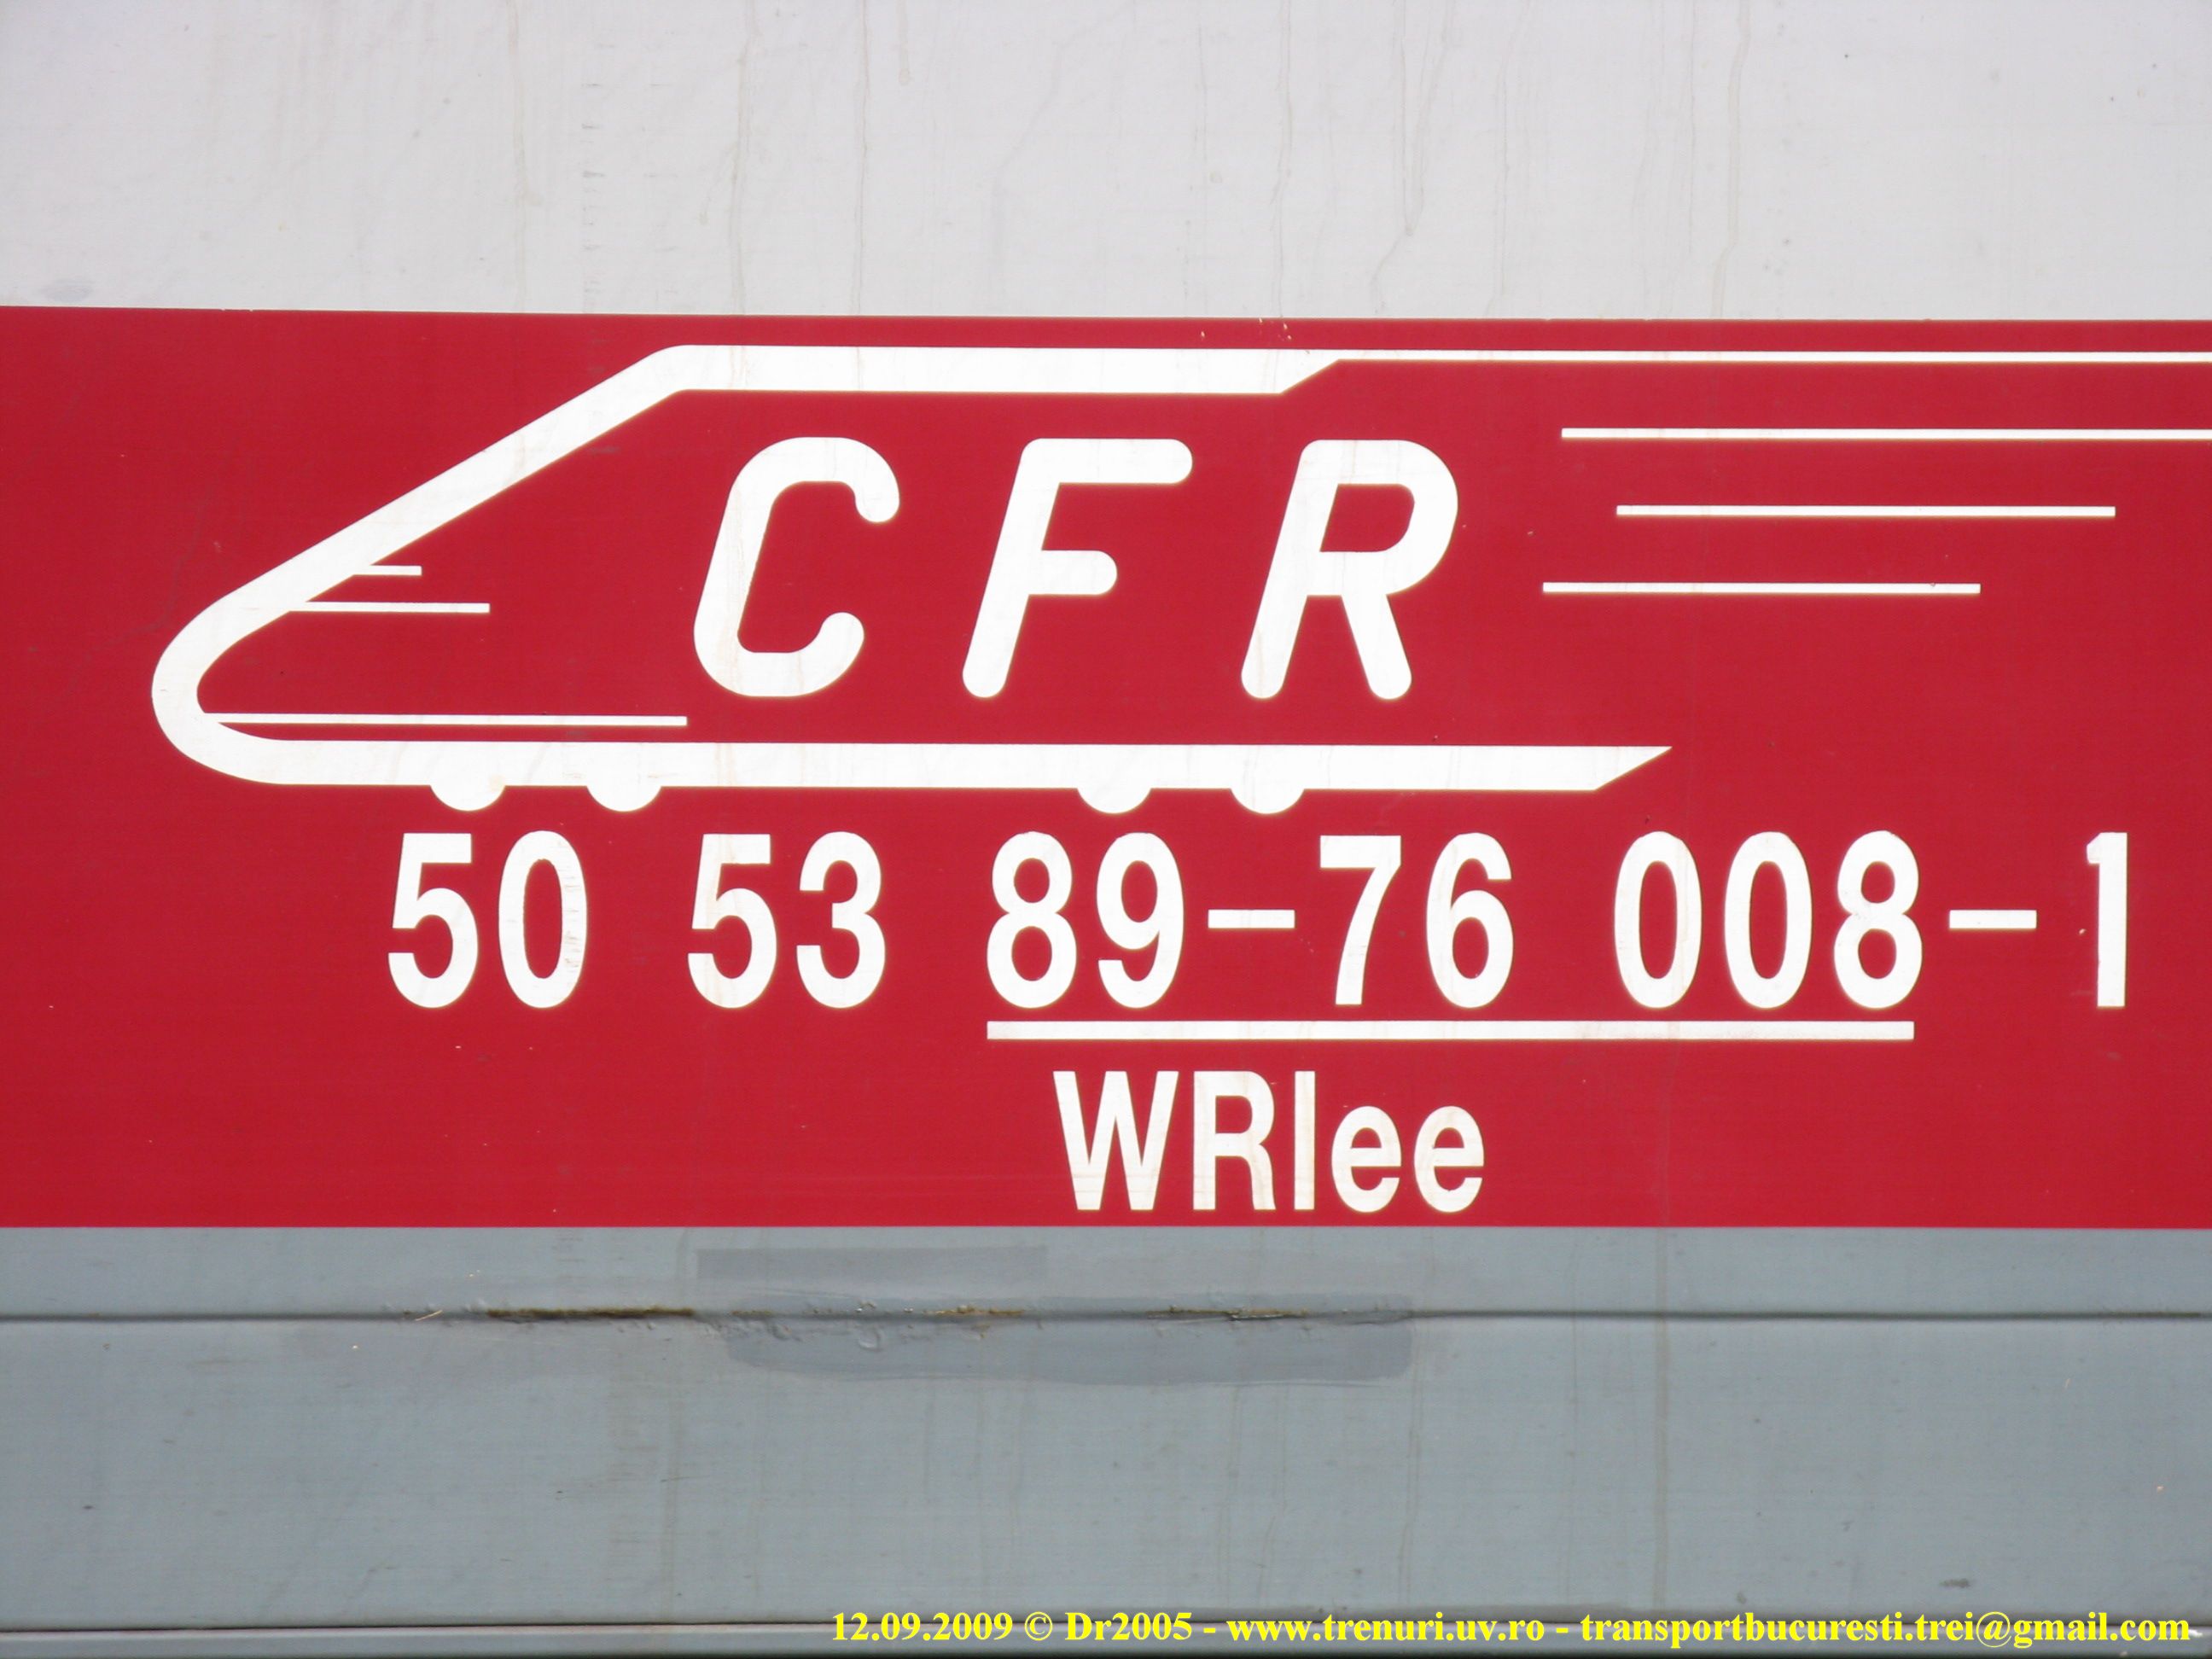 CFR
50 53 89-76 008-1
WRlee
12.09.2009 © Dr2005 - www.trenuri.uv.ro - transportbucuresti.trei@gmail.com